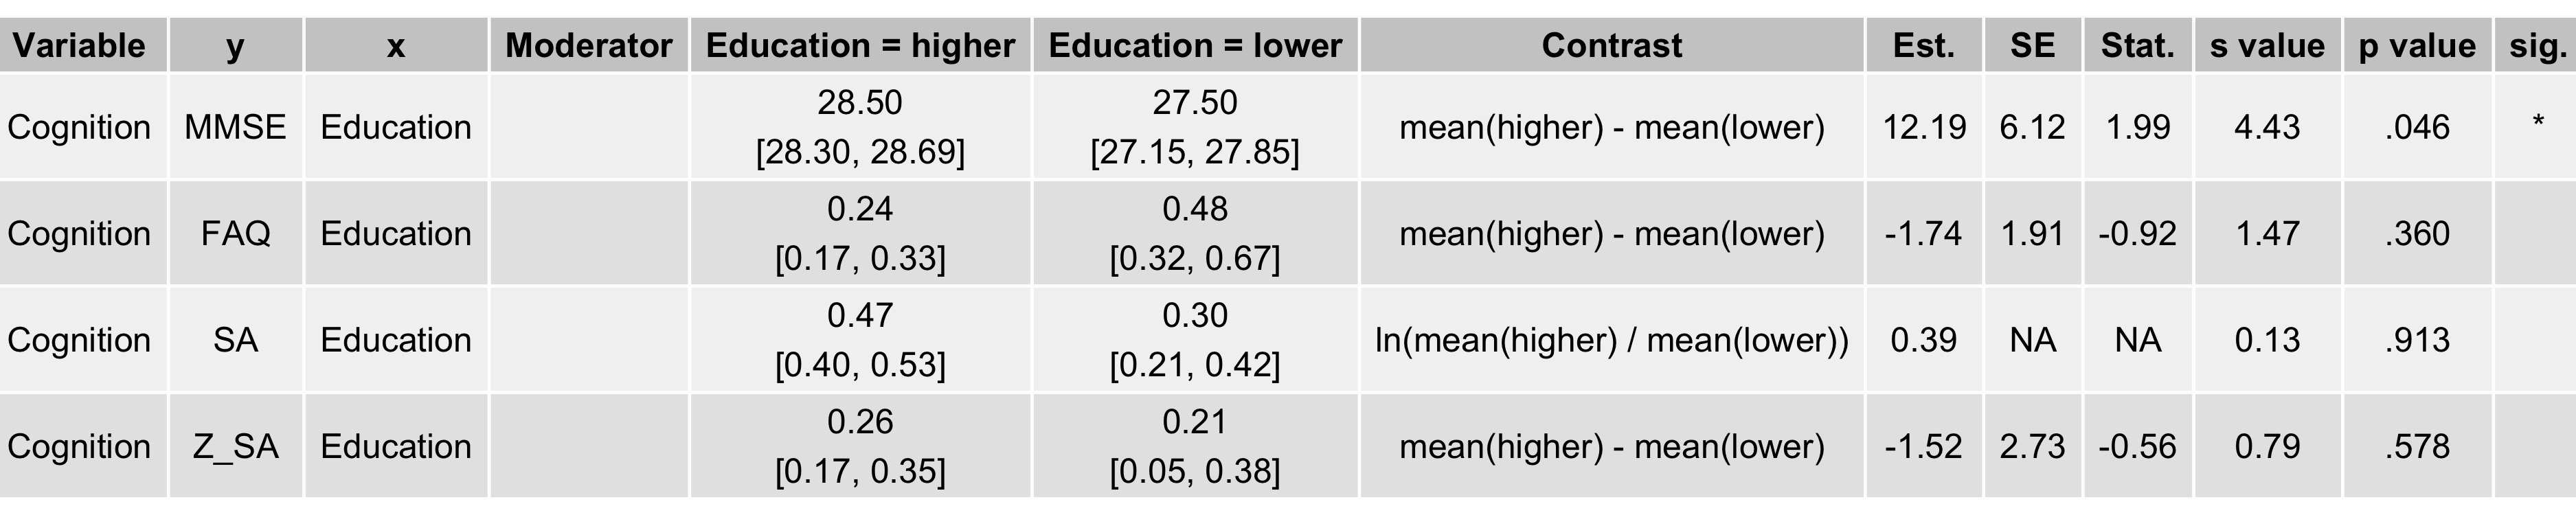 Variable y x Moderator Education = higher Education = lower Contrast Est. SE Stat. s value p value sig.
Cognition MMSE Education 28.50 [28.30, 28.69] 27.50 [27.15, 27.85] mean(higher) - mean(lower) 12.19 6.12 1.99 4.43 .046 *
Cognition FAQ Education 0.24 [0.17, 0.33] 0.48 [0.32, 0.67] mean(higher) - mean(lower) -1.74 1.91 -0.92 1.47 .360
Cognition SA Education 0.47 [0.40, 0.53] 0.30 [0.21, 0.42] ln(mean(higher) / mean(lower)) 0.39 NA NA 0.13 .913
Cognition Z_SA Education 0.26 [0.17, 0.35] 0.21 [0.05, 0.38] mean(higher) - mean(lower) -1.52 2.73 -0.56 0.79 .578